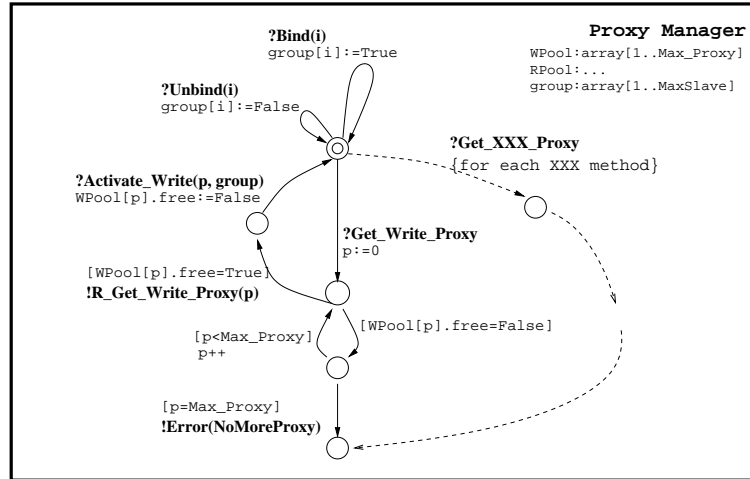 Proxy Manager
WPool:array[1..Max_Proxy]
RPool:...
group:array[1..MaxSlave]
?Bind(i)
group[i]:=True
?Unbind(i)
group[i]:=False
?Get_XXX_Proxy
{for each XXX method}
?Activate_Write(p, group)
WPool[p].free:=False
?Get_Write_Proxy
p:=0
[WPool[p].free=True]
!R_Get_Write_Proxy(p)
[p<Max_Proxy]
p++
[WPool[p].free=False]
[p=Max_Proxy]
!Error(NoMoreProxy)